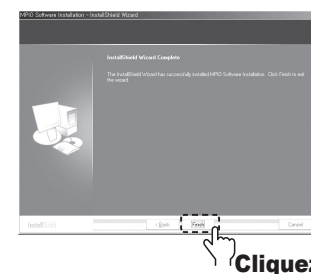 MPIO Software Installation - InstallShield Wizard
InstallShield Wizard Complete
The InstallShield Wizard has successfully installed MPIO Software Installation. Click Finish to exit
the wizard.
InstallShield
< Back
Finish
Cancel
Cliquez